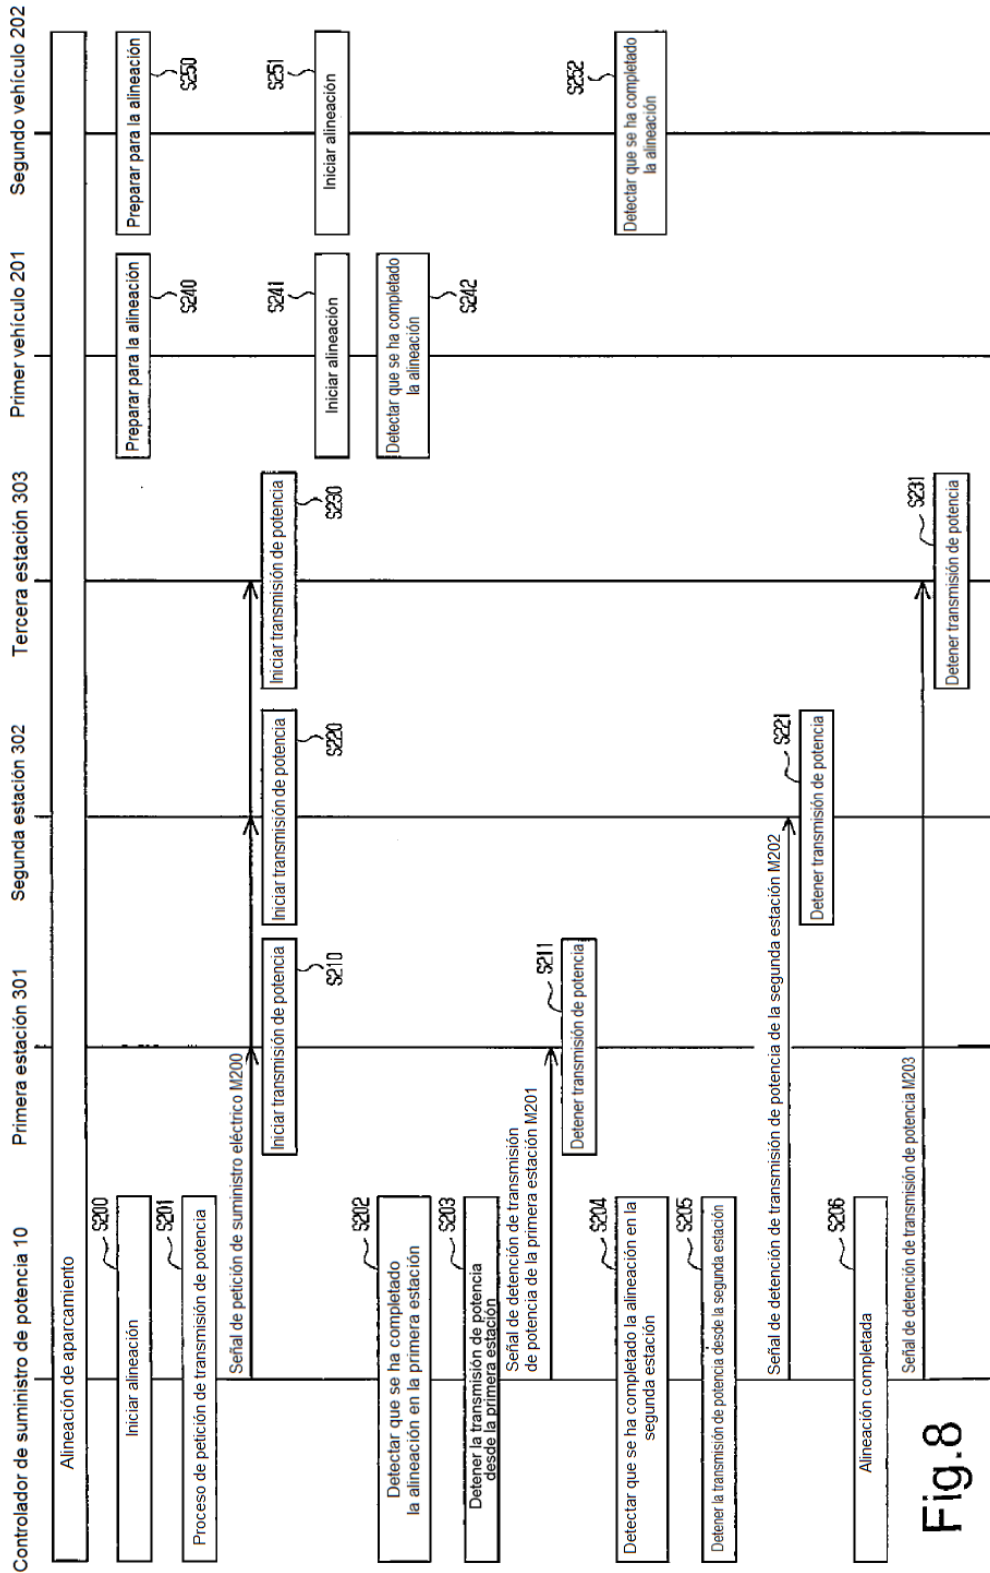 Controlador de suministro de potencia 10
Primera estación 301
Segunda estación 302
Tercera estación 303
Primer vehículo 201
Segundo vehículo 202
Alineación de aparcamiento
S200
Iniciar alineación
Preparar para la alineación
S240
Preparar para la alineación
S250
S201
Proceso de petición de transmisión de potencia
Señal de petición de suministro eléctrico M200
Iniciar transmisión de potencia
S210
Iniciar transmisión de potencia
S220
Iniciar transmisión de potencia
S230
S241
Iniciar alineación
S251
Iniciar alineación
S202
Detectar que se ha completado
la alineación en la primera estación
Detectar que se ha completado
la alineación
S242
S203
Detener la transmisión de potencia
desde la primera estación
Señal de detención de transmisión
de potencia de la primera estación M201
S211
Detener transmisión de potencia
S204
Detectar que se ha completado la alineación en la
segunda estación
S252
Detectar que se ha completado
la alineación
S205
Detener la transmisión de potencia desde la segunda estación
Señal de detención de transmisión de potencia de la segunda estación M202
S221
Detener transmisión de potencia
S206
Alineación completada
Señal de detención de transmisión de potencia M203
S231
Detener transmisión de potencia
Fig.8